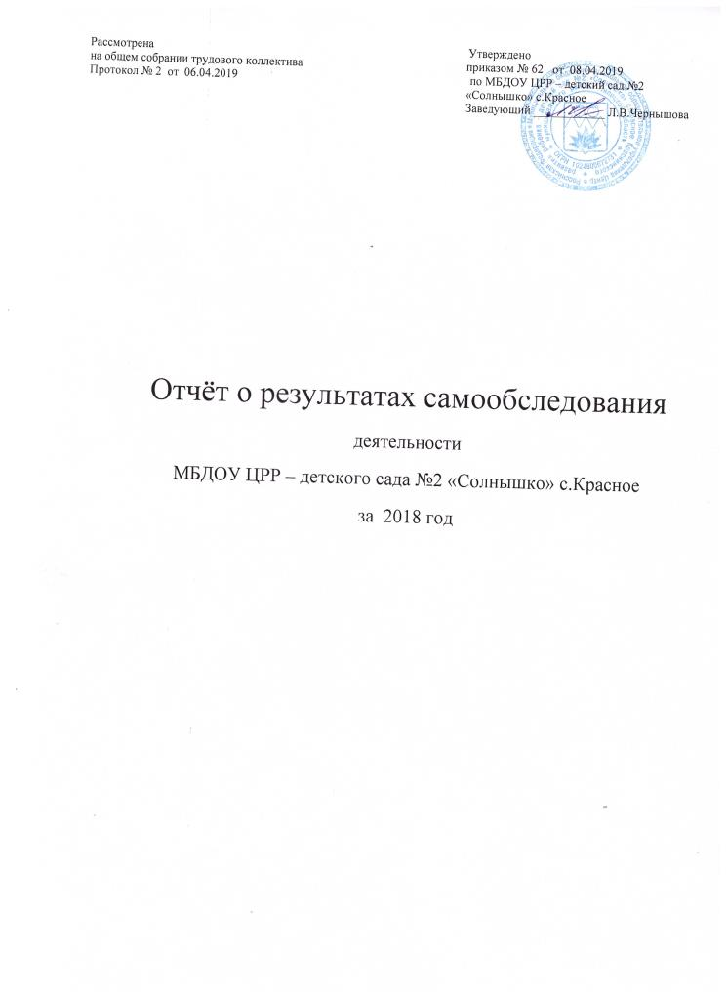 Рассмотрена
на общем собрании трудового коллектива
Протокол № 2 от 06.04.2019
Утверждено
приказом № 62 от 08.04.2019
по МБДОУ ЦРР – детский сад №2
«Солнышко» с.Красное
Заведующий ____________ Л.В.Чернышова
Отчёт о результатах самообследования
деятельности
МБДОУ ЦРР – детского сада №2 «Солнышко» с.Красное
за 2018 год